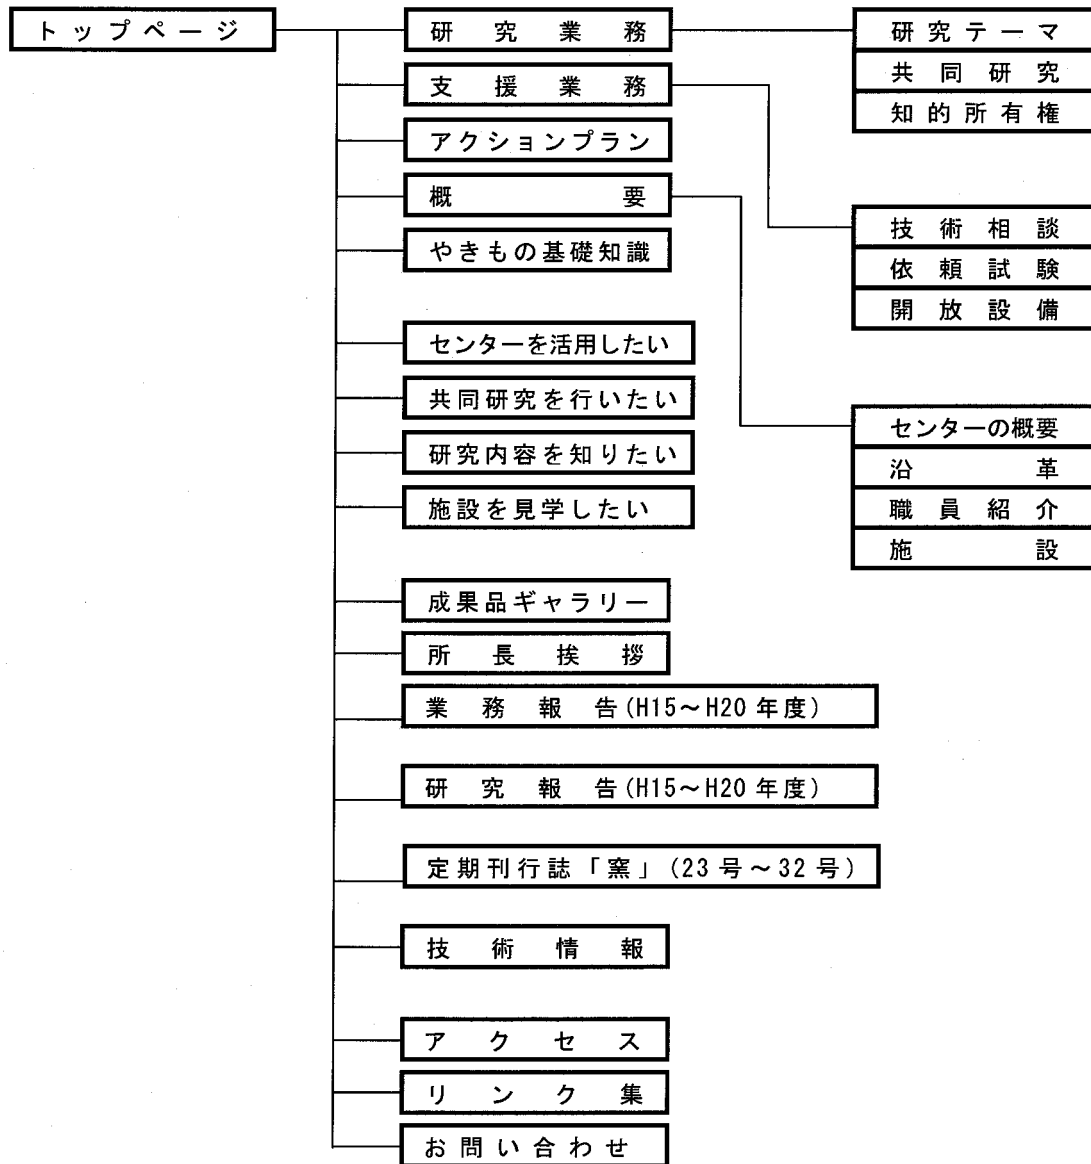 トップページ
研究業務
支援業務
アクションプラン
概要
やきもの基礎知識
センターを活用したい
共同研究を行いたい
研究内容を知りたい
施設を見学したい
成果品ギャラリー
所長挨拶
業務報告(H15～H20年度)
研究報告(H15～H20年度)
定期刊行誌「窯」(23号～32号)
技術情報
アクセス
リンク集
お問い合わせ
研究テーマ
共同研究
知的所有権
技術相談
依頼試験
開放設備
センターの概要
沿革
職員紹介
施設